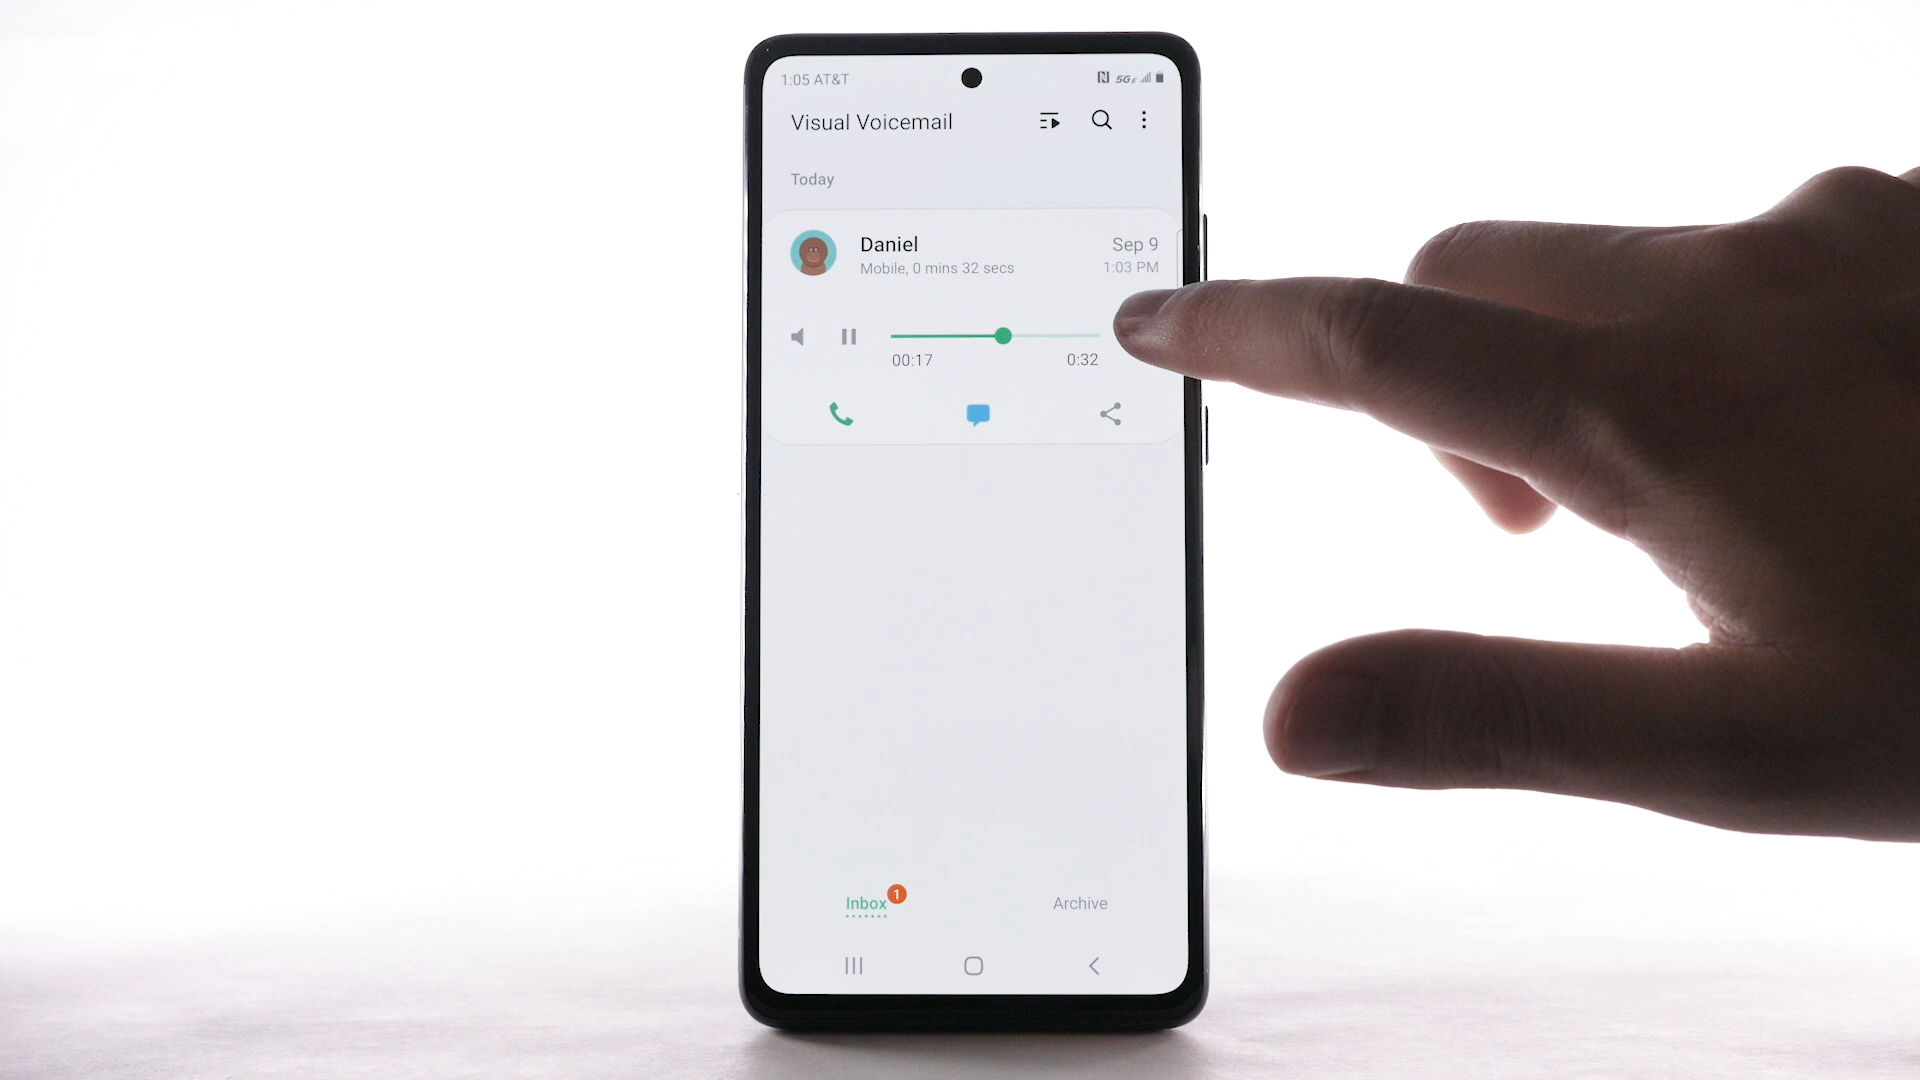 1:05 AT&T 5GE
Visual Voicemail
Today
Daniel Sep 9
Mobile, 0 mins 32 secs 1:03 PM
00:17 0:32
Inbox 1 Archive